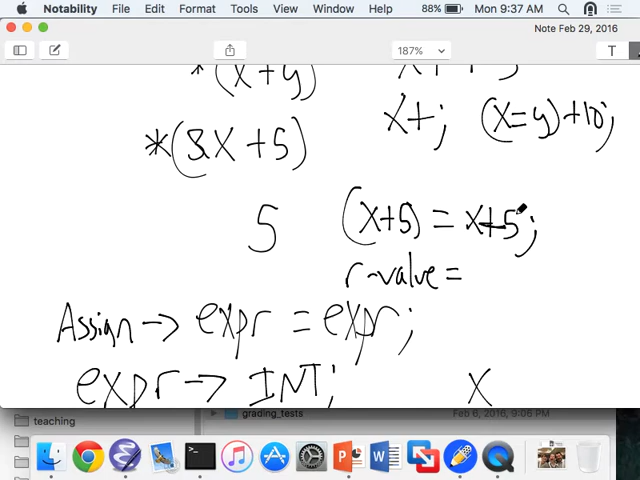 Notability File Edit Format Tools View Window Help 88% Mon 9:37 AM
Note Feb 29, 2016
187% T
*(x+y)
x+; (x=y)+10;
*(&x+5)
5 (x+5) = x+5;
r-value =
Assign -> expr = expr;
expr -> INT; x
teaching grading_tests Feb 6, 2016, 9:06 PM